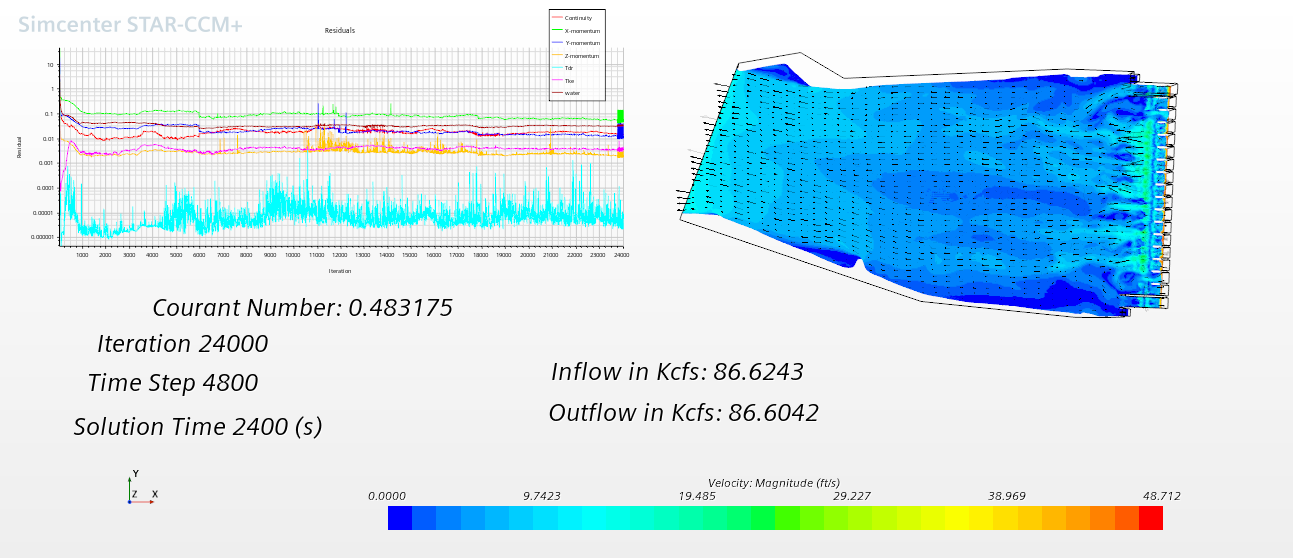 Simcenter STAR-CCM+
Residuals
Continuity
X-momentum
Y-momentum
Z-momentum
Tdr
Tke
water
Residual
10
1
0.1
0.01
0.001
0.0001
0.00001
0.000001
1000 2000 3000 4000 5000 6000 7000 8000 9000 10000 11000 12000 13000 14000 15000 16000 17000 18000 19000 20000 21000 22000 23000 24000
Iteration
Courant Number: 0.483175
Iteration 24000
Time Step 4800
Solution Time 2400 (s)
Inflow in Kcfs: 86.6243
Outflow in Kcfs: 86.6042
Y
Z X
Velocity: Magnitude (ft/s)
0.0000 9.7423 19.485 29.227 38.969 48.712